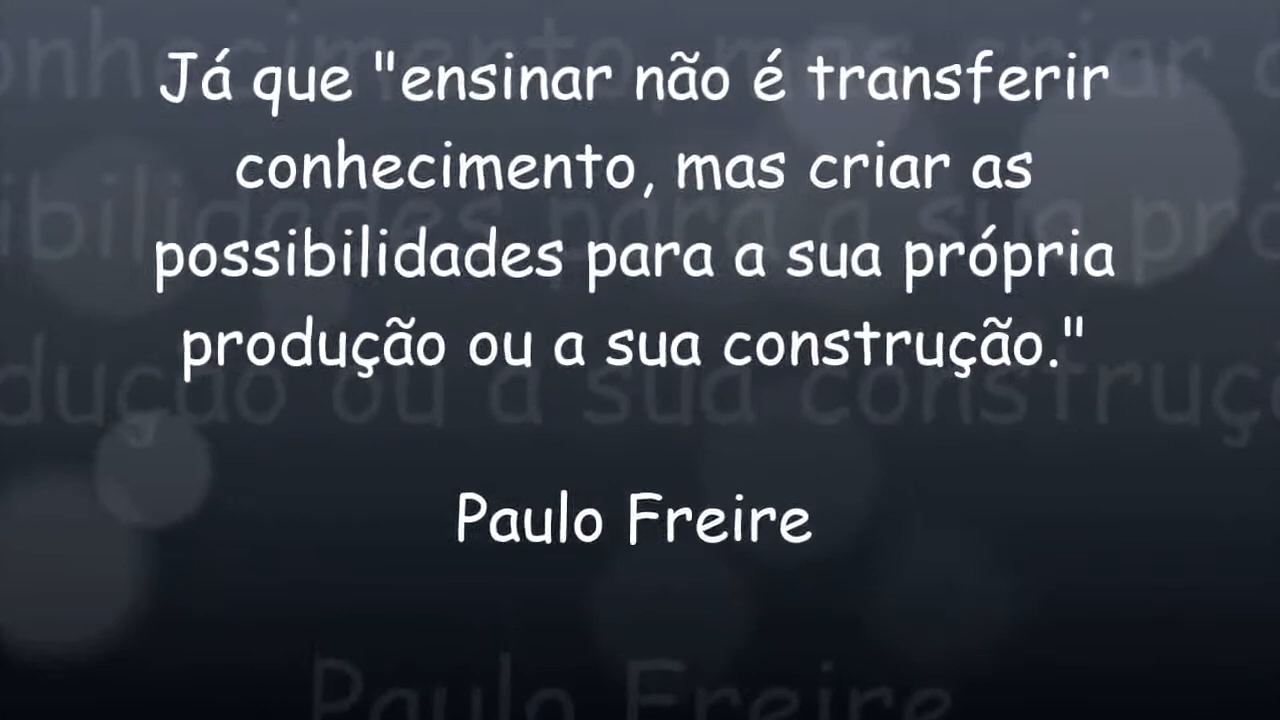 Já que "ensinar não é transferir
conhecimento, mas criar as
possibilidades para a sua própria
produção ou a sua construção."
Paulo Freire